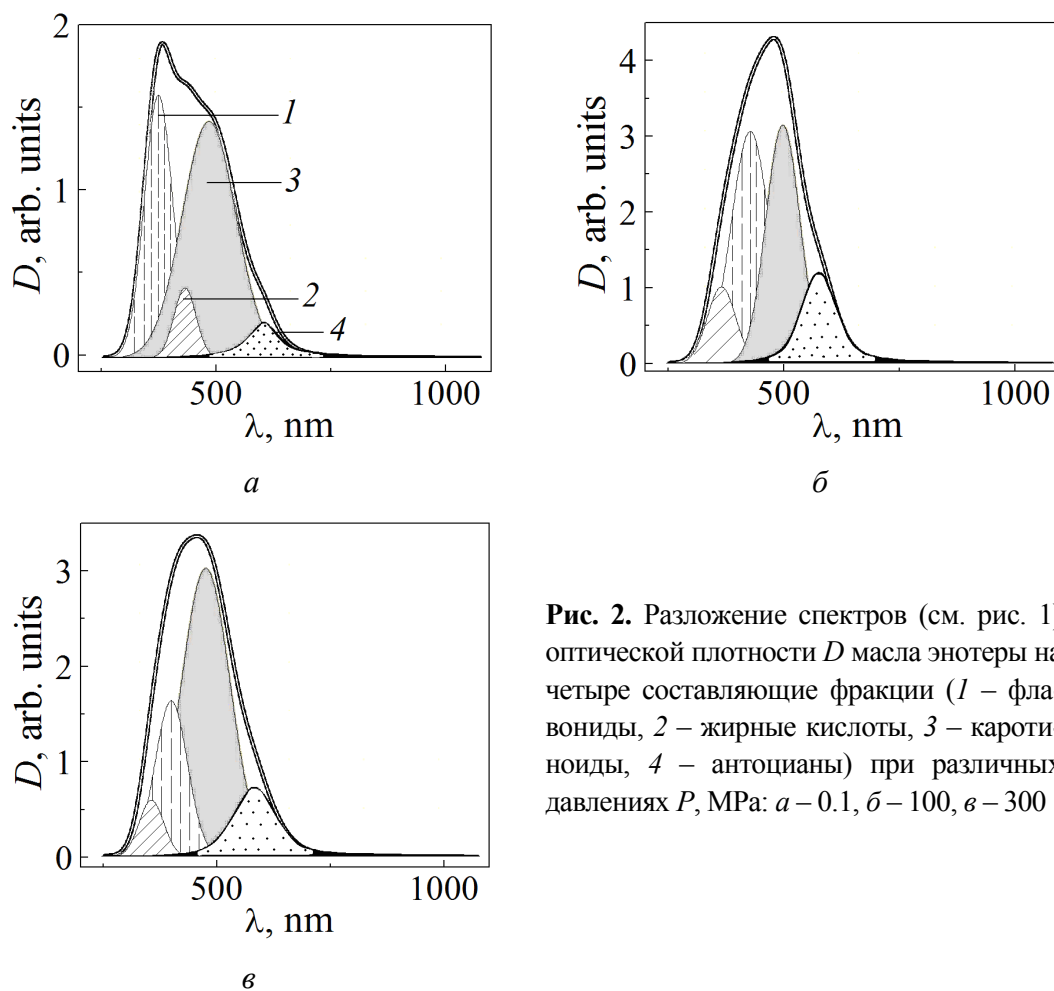 2
1
0
D, arb. units
1
3
2
4
500
1000
λ, nm
а
4
3
2
1
0
D, arb. units
500
1000
λ, nm
б
3
2
1
0
D, arb. units
500
1000
λ, nm
в
Рис. 2. Разложение спектров (см. рис. 1)
оптической плотности D масла энотеры на
четыре составляющие фракции (1 – фла-
вониды, 2 – жирные кислоты, 3 – кароти-
ноиды, 4 – антоцианы) при различных
давлениях P, MPa: а – 0.1, б – 100, в – 300